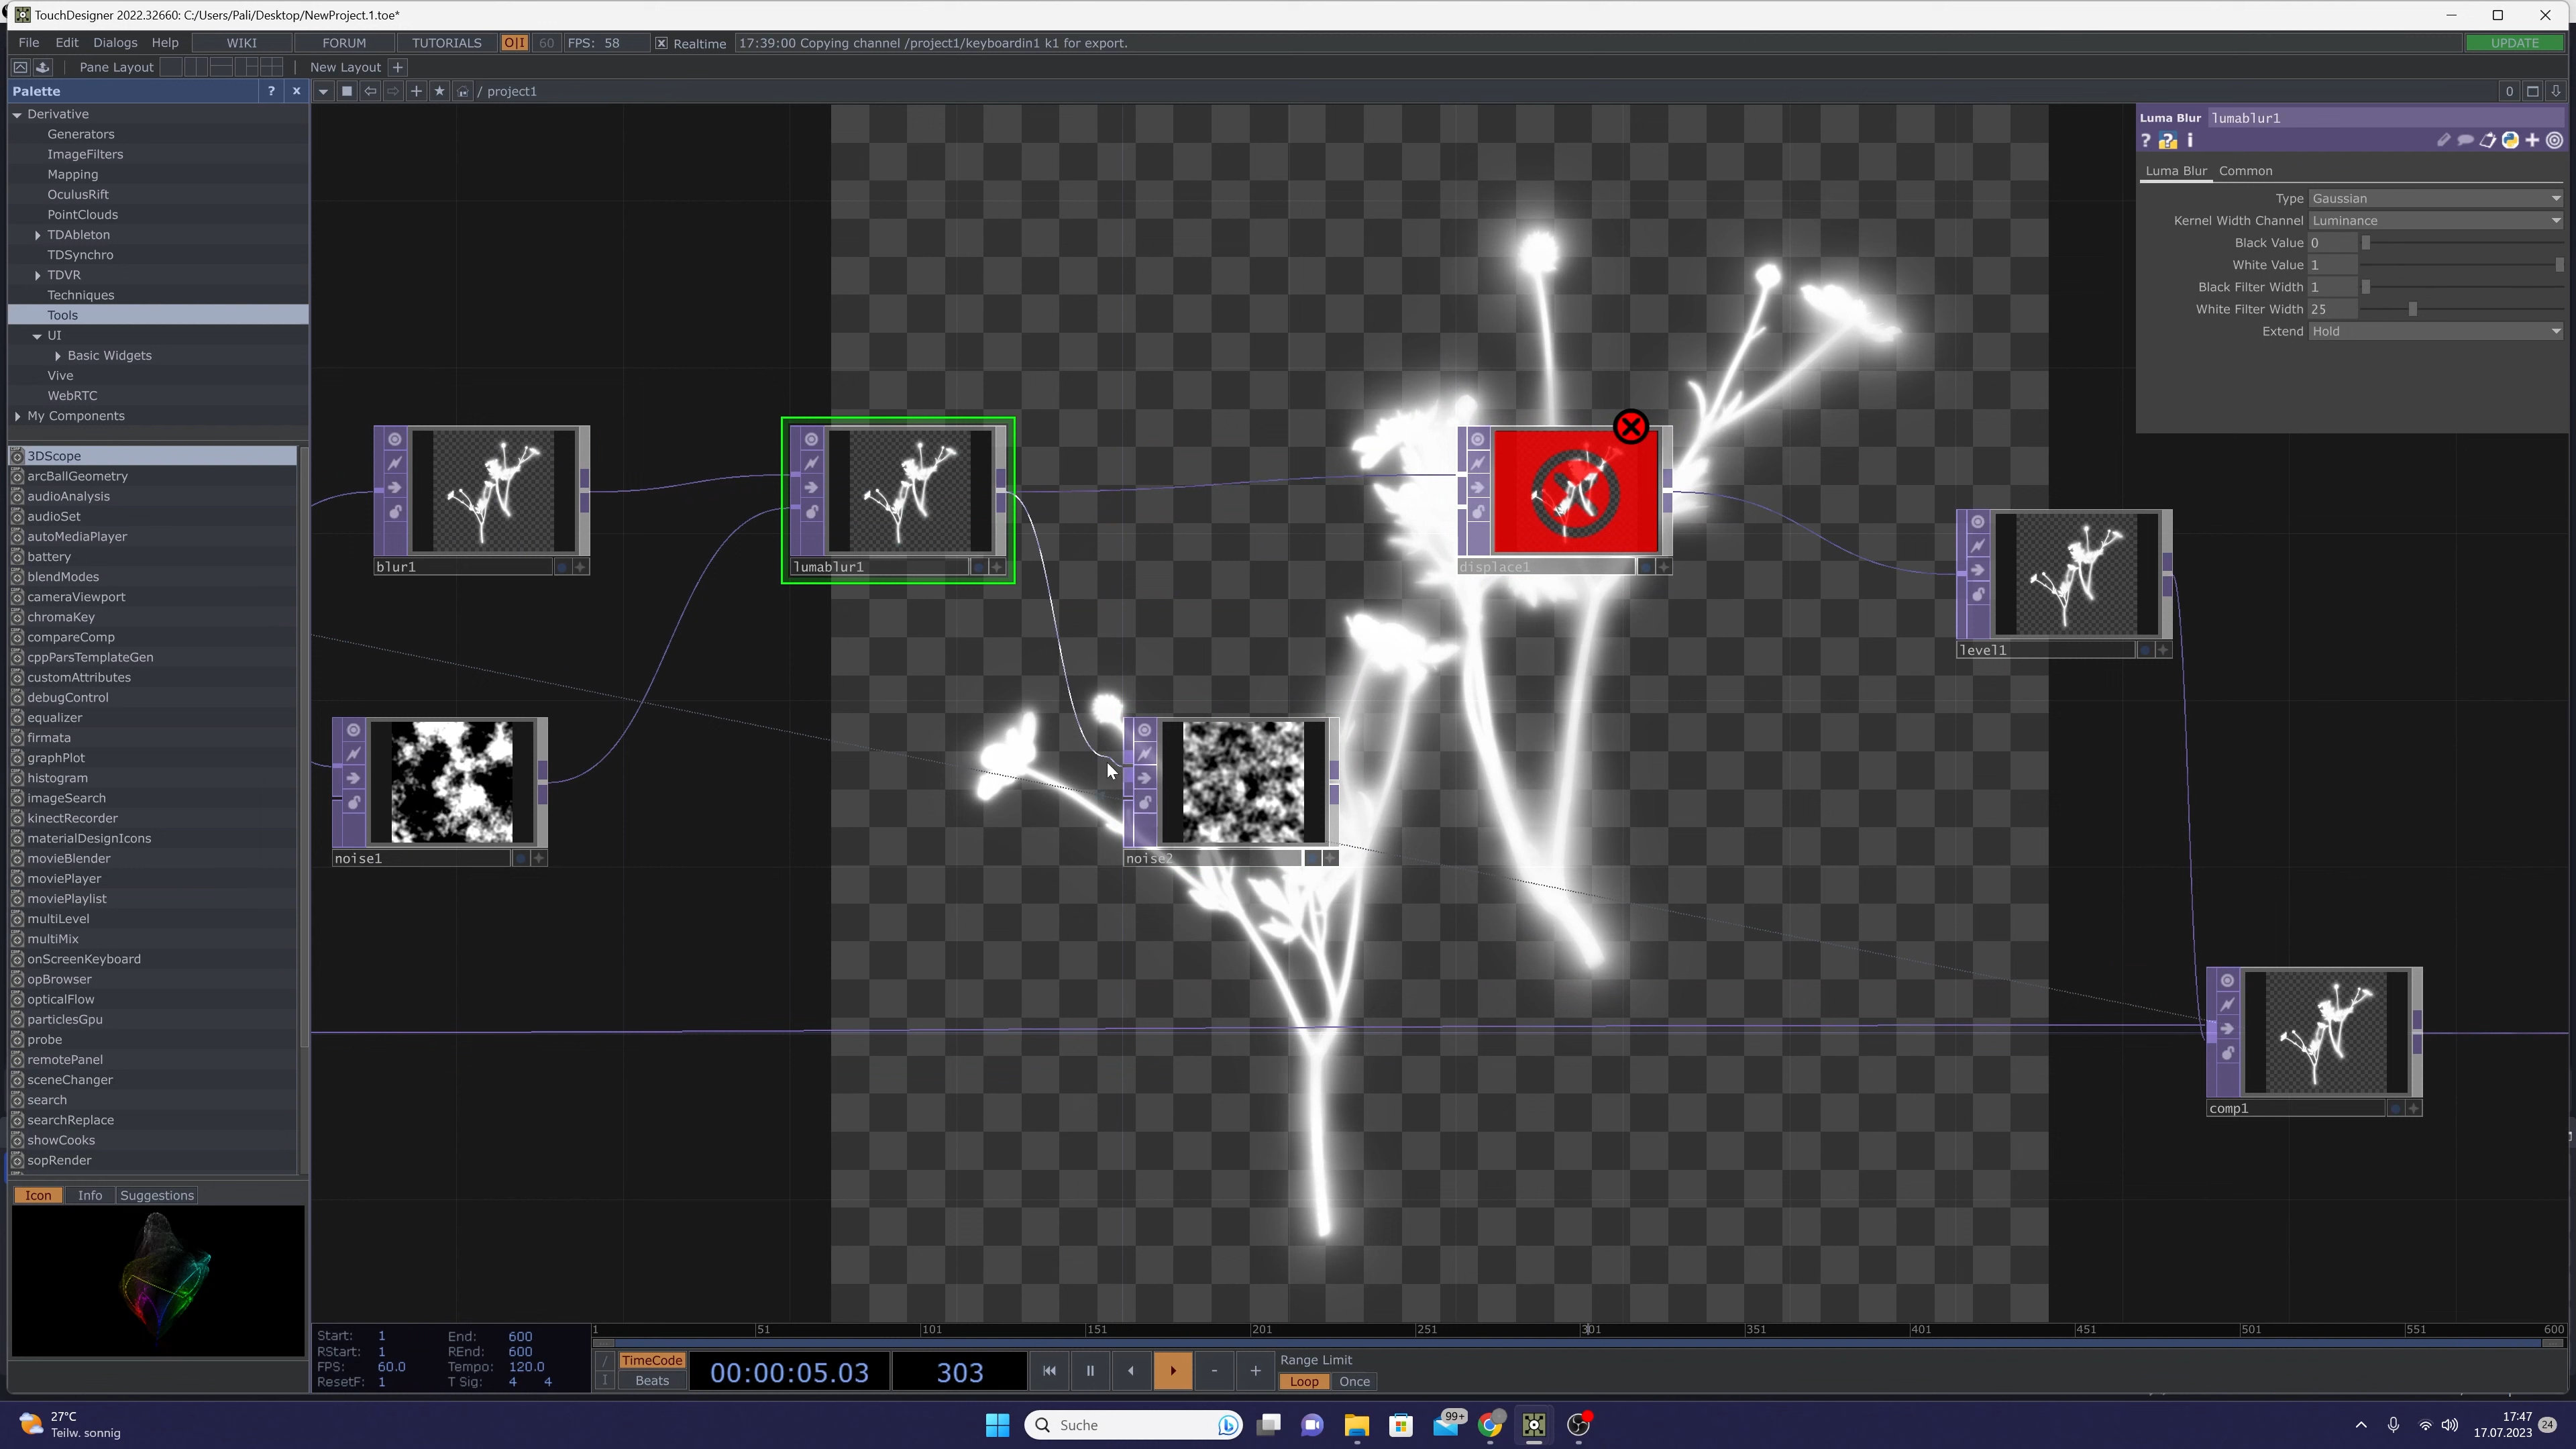 TouchDesigner 2022.32660: C:/Users/Pali/Desktop/NewProject.1.toe*
File Edit Dialogs Help WIKI FORUM TUTORIALS O|I 60 FPS: 58 Realtime 17:39:00 Copying channel /project1/keyboardin1 k1 for export. UPDATE
Pane Layout New Layout +
Palette ? x / project1 0
Derivative
Generators
ImageFilters
Mapping
OculusRift
PointClouds
TDAbleton
TDSynchro
TDVR
Techniques
Tools
UI
Basic Widgets
Vive
WebRTC
My Components
3DScope
arcBallGeometry
audioAnalysis
audioSet
autoMediaPlayer
battery
blendModes
cameraViewport
chromaKey
compareComp
cppParsTemplateGen
customAttributes
debugControl
equalizer
firmata
graphPlot
histogram
imageSearch
kinectRecorder
materialDesignIcons
movieBlender
moviePlayer
moviePlaylist
multiLevel
multiMix
onScreenKeyboard
opBrowser
opticalFlow
particlesGpu
probe
remotePanel
sceneChanger
search
searchReplace
showCooks
sopRender
Icon Info Suggestions
blur1
lumablur1
displace1
level1
noise1
noise2
comp1
Luma Blur lumablur1
Luma Blur Common
Type Gaussian
Kernel Width Channel Luminance
Black Value 0
White Value 1
Black Filter Width 1
White Filter Width 25
Extend Hold
1 51 101 151 201 251 301 351 401 451 501 551 600
Start: 1 End: 600
RStart: 1 REnd: 600
FPS: 60.0 Tempo: 120.0
ResetF: 1 T Sig: 4 4
TimeCode
Beats
00:00:05.03 303
Range Limit
Loop Once
27°C
Teilw. sonnig
Suche
99+
17:47
17.07.2023
24